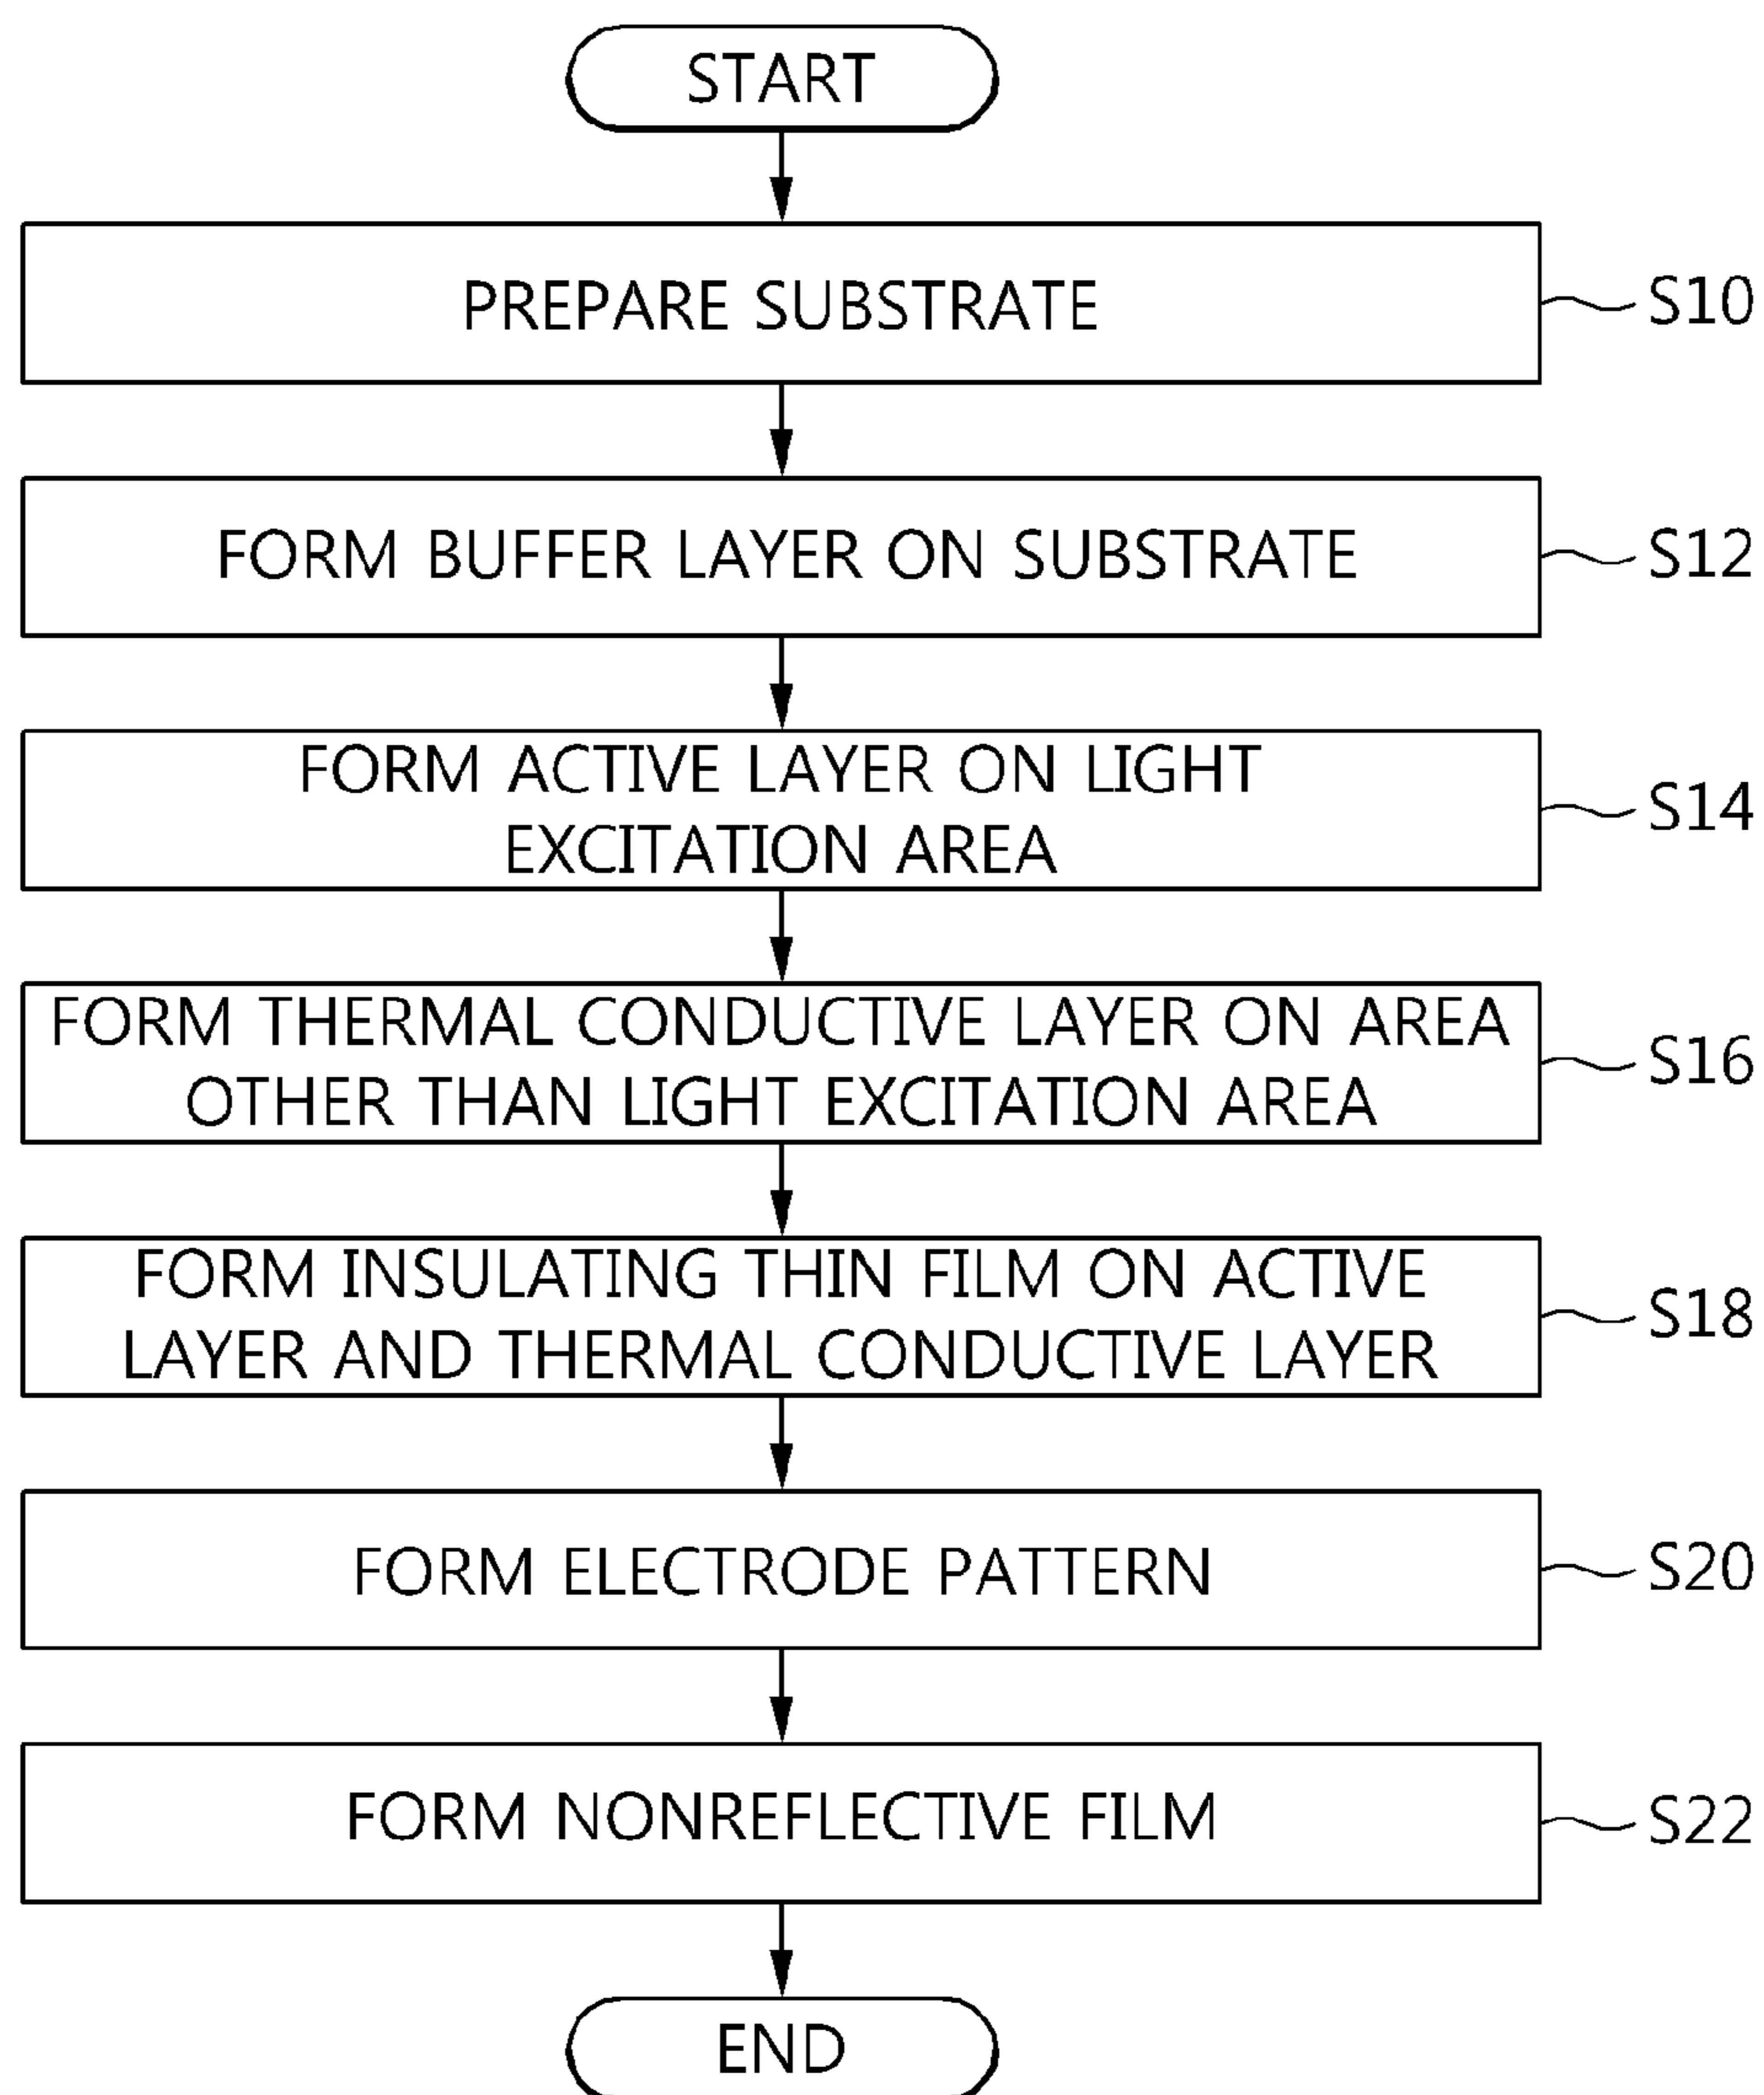 START
PREPARE SUBSTRATE
S10
FORM BUFFER LAYER ON SUBSTRATE
S12
FORM ACTIVE LAYER ON LIGHT
EXCITATION AREA
S14
FORM THERMAL CONDUCTIVE LAYER ON AREA
OTHER THAN LIGHT EXCITATION AREA
S16
FORM INSULATING THIN FILM ON ACTIVE
LAYER AND THERMAL CONDUCTIVE LAYER
S18
FORM ELECTRODE PATTERN
S20
FORM NONREFLECTIVE FILM
S22
END